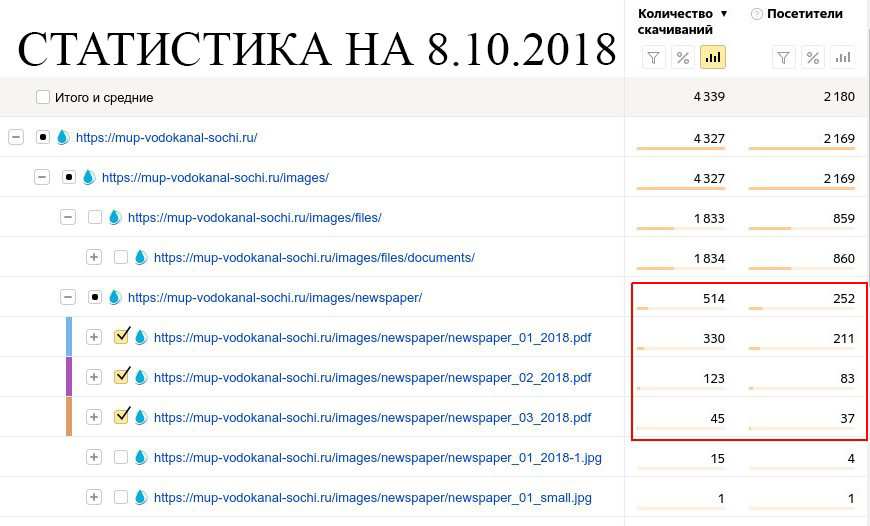 СТАТИСТИКА НА 8.10.2018
Количество ▼ скачиваний
? Посетители
%
%
Итого и средние 4 339 2 180
https://mup-vodokanal-sochi.ru/ 4 327 2 169
https://mup-vodokanal-sochi.ru/images/ 4 327 2 169
https://mup-vodokanal-sochi.ru/images/files/ 1 833 859
https://mup-vodokanal-sochi.ru/images/files/documents/ 1 834 860
https://mup-vodokanal-sochi.ru/images/newspaper/ 514 252
https://mup-vodokanal-sochi.ru/images/newspaper/newspaper_01_2018.pdf 330 211
https://mup-vodokanal-sochi.ru/images/newspaper/newspaper_02_2018.pdf 123 83
https://mup-vodokanal-sochi.ru/images/newspaper/newspaper_03_2018.pdf 45 37
https://mup-vodokanal-sochi.ru/images/newspaper/newspaper_01_2018-1.jpg 15 4
https://mup-vodokanal-sochi.ru/images/newspaper/newspaper_01_small.jpg 1 1